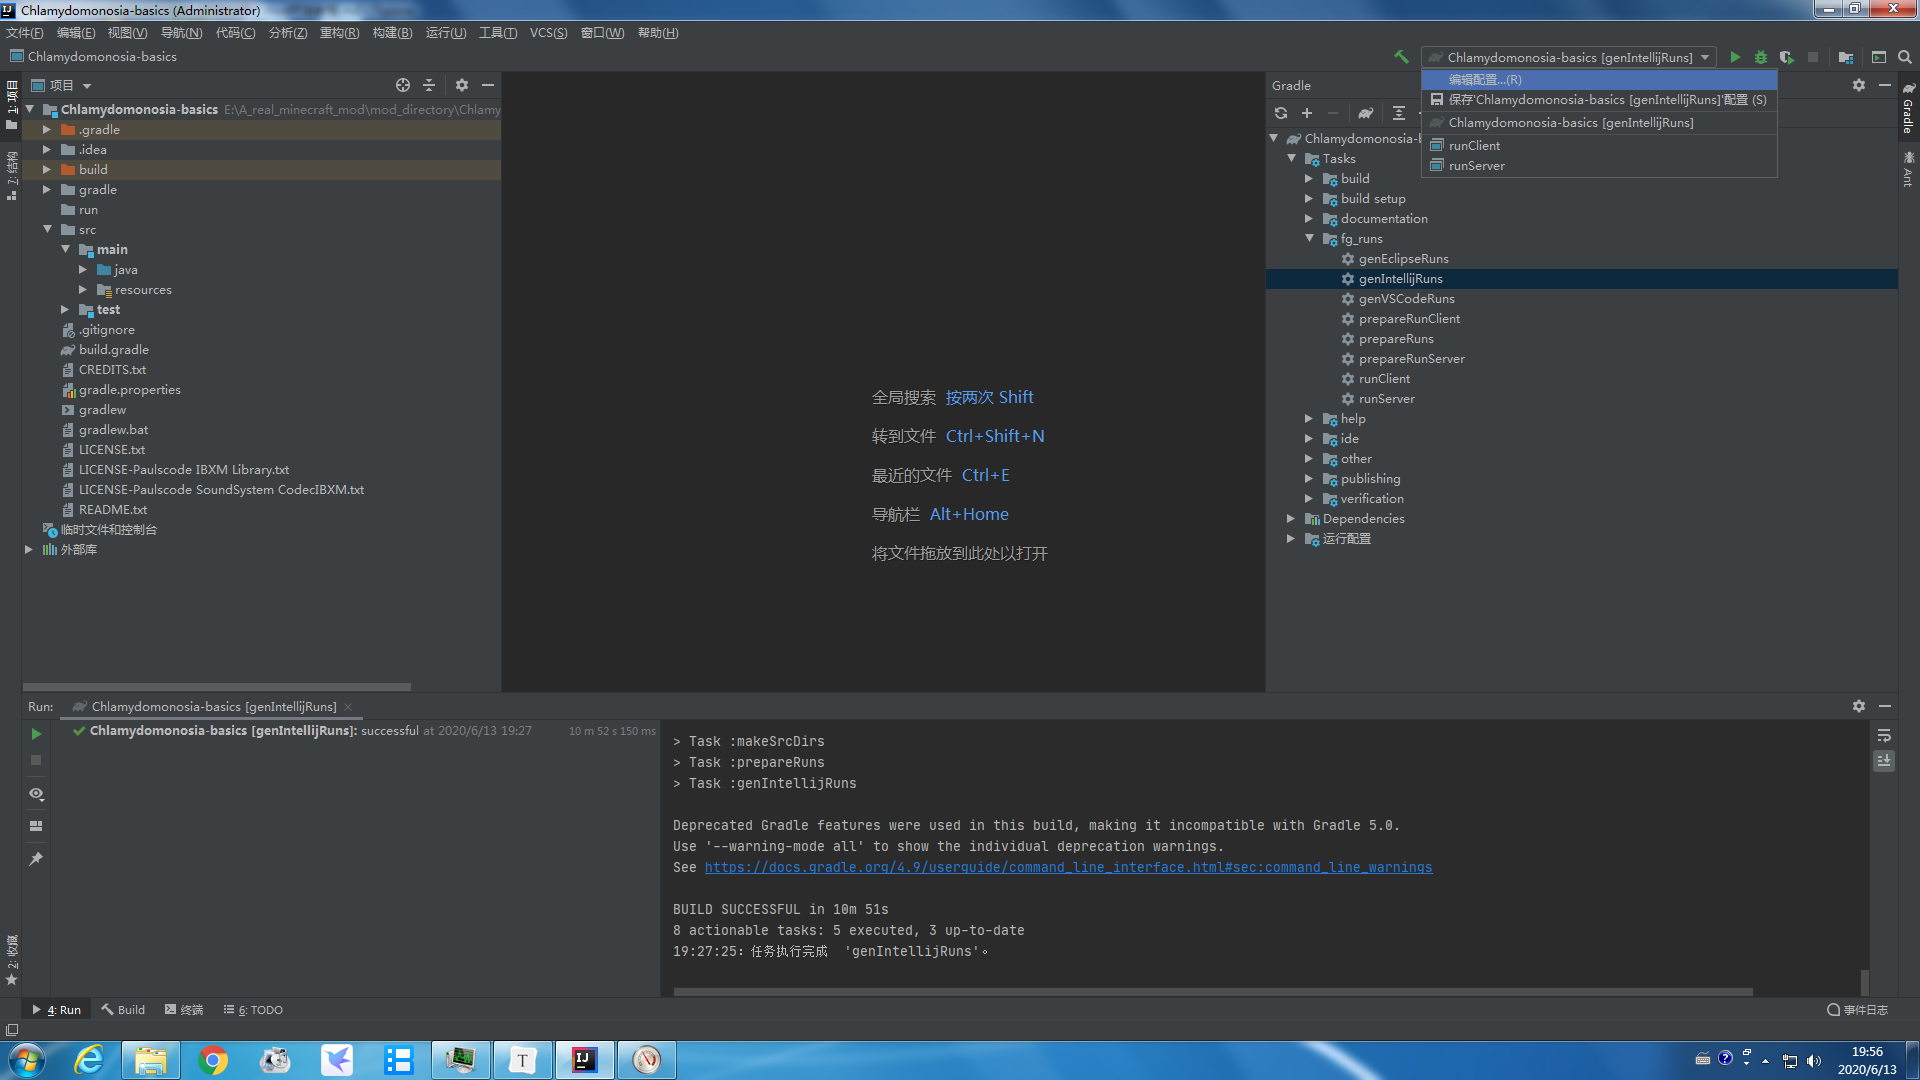 Chlamydomonosia-basics (Administrator)
文件(F) 编辑(E) 视图(V) 导航(N) 代码(C) 分析(Z) 重构(R) 构建(B) 运行(U) 工具(T) VCS(S) 窗口(W) 帮助(H)
Chlamydomonosia-basics
Chlamydomonosia-basics [genIntellijRuns]
编辑配置...(R)
保存'Chlamydomonosia-basics [genIntellijRuns]'配置 (S)
Chlamydomonosia-basics [genIntellijRuns]
runClient
runServer
1: 项目
7: 结构
2: 收藏
项目
Chlamydomonosia-basics E:\A_real_minecraft_mod\mod_directory\Chlamy
.gradle
.idea
build
gradle
run
src
main
java
resources
test
.gitignore
build.gradle
CREDITS.txt
gradle.properties
gradlew
gradlew.bat
LICENSE.txt
LICENSE-Paulscode IBXM Library.txt
LICENSE-Paulscode SoundSystem CodecIBXM.txt
README.txt
临时文件和控制台
外部库
全局搜索 按两次 Shift
转到文件 Ctrl+Shift+N
最近的文件 Ctrl+E
导航栏 Alt+Home
将文件拖放到此处以打开
Gradle
Chlamydomonosia-b
Tasks
build
build setup
documentation
fg_runs
genEclipseRuns
genIntellijRuns
genVSCodeRuns
prepareRunClient
prepareRuns
prepareRunServer
runClient
runServer
help
ide
other
publishing
verification
Dependencies
运行配置
Gradle
Ant
Run: Chlamydomonosia-basics [genIntellijRuns]
Chlamydomonosia-basics [genIntellijRuns]: successful at 2020/6/13 19:27 10 m 52 s 150 ms
> Task :makeSrcDirs
> Task :prepareRuns
> Task :genIntellijRuns
Deprecated Gradle features were used in this build, making it incompatible with Gradle 5.0.
Use '--warning-mode all' to show the individual deprecation warnings.
See https://docs.gradle.org/4.9/userguide/command_line_interface.html#sec:command_line_warnings
BUILD SUCCESSFUL in 10m 51s
8 actionable tasks: 5 executed, 3 up-to-date
19:27:25: 任务执行完成 'genIntellijRuns'。
4: Run Build 终端 6: TODO 事件日志
19:56
2020/6/13